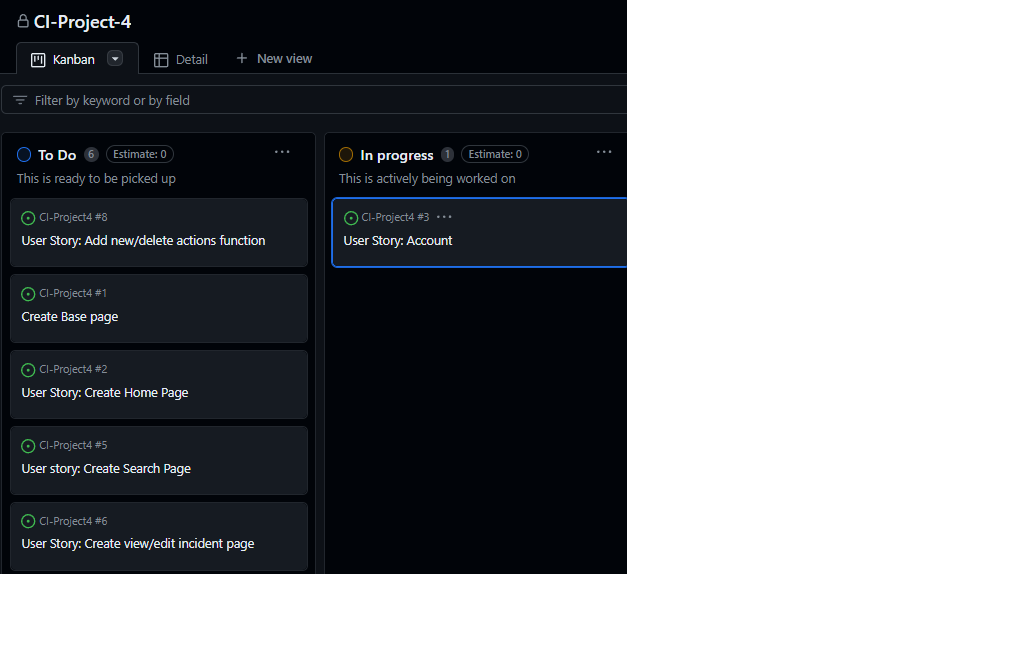 CI-Project-4
Kanban
Detail
New view
Filter by keyword or by field
To Do 6 Estimate: 0
This is ready to be picked up
CI-Project4 #8
User Story: Add new/delete actions function
CI-Project4 #1
Create Base page
CI-Project4 #2
User Story: Create Home Page
CI-Project4 #5
User story: Create Search Page
CI-Project4 #6
User Story: Create view/edit incident page
In progress 1 Estimate: 0
This is actively being worked on
CI-Project4 #3
User Story: Account